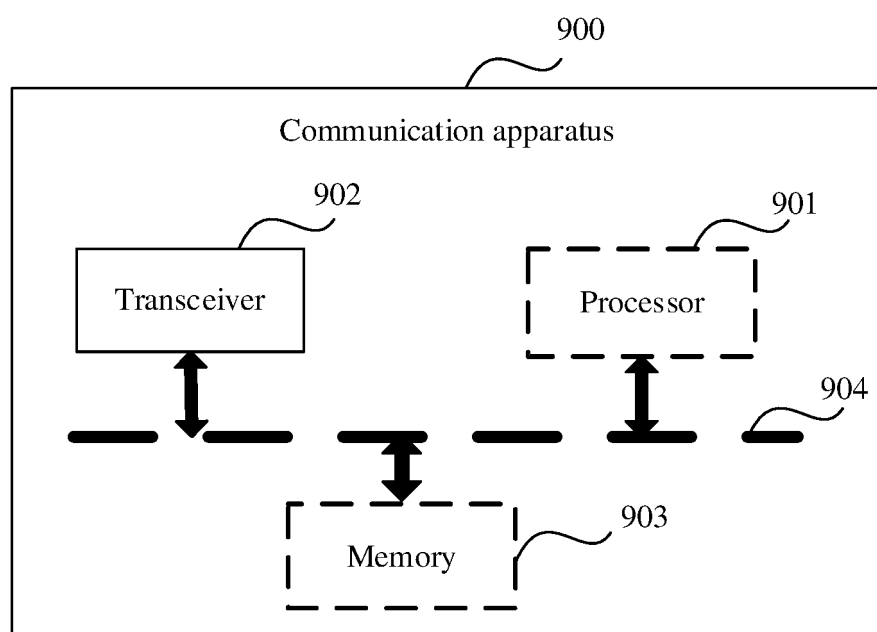 900
Communication apparatus
902
901
Transceiver
Processor
904
903
Memory